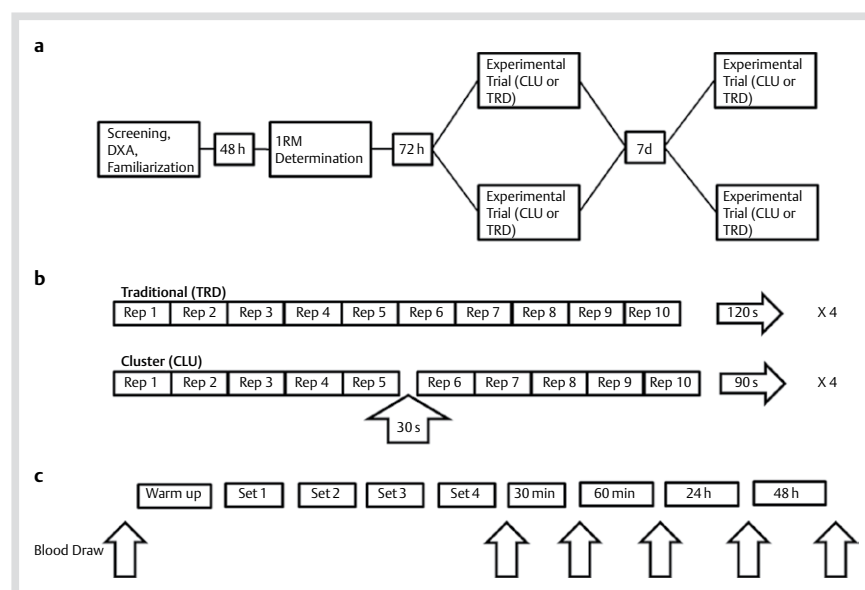 a
Screening,
DXA,
Familiarization
48 h
1RM
Determination
72 h
Experimental
Trial (CLU or
TRD)
Experimental
Trial (CLU or
TRD)
7d
Experimental
Trial (CLU or
TRD)
Experimental
Trial (CLU or
TRD)
b
Traditional (TRD)
Rep 1 Rep 2 Rep 3 Rep 4 Rep 5 Rep 6 Rep 7 Rep 8 Rep 9 Rep 10 120 s X 4
Cluster (CLU)
Rep 1 Rep 2 Rep 3 Rep 4 Rep 5 Rep 6 Rep 7 Rep 8 Rep 9 Rep 10 90 s X 4
30 s
c
Warm up Set 1 Set 2 Set 3 Set 4 30 min 60 min 24 h 48 h
Blood Draw